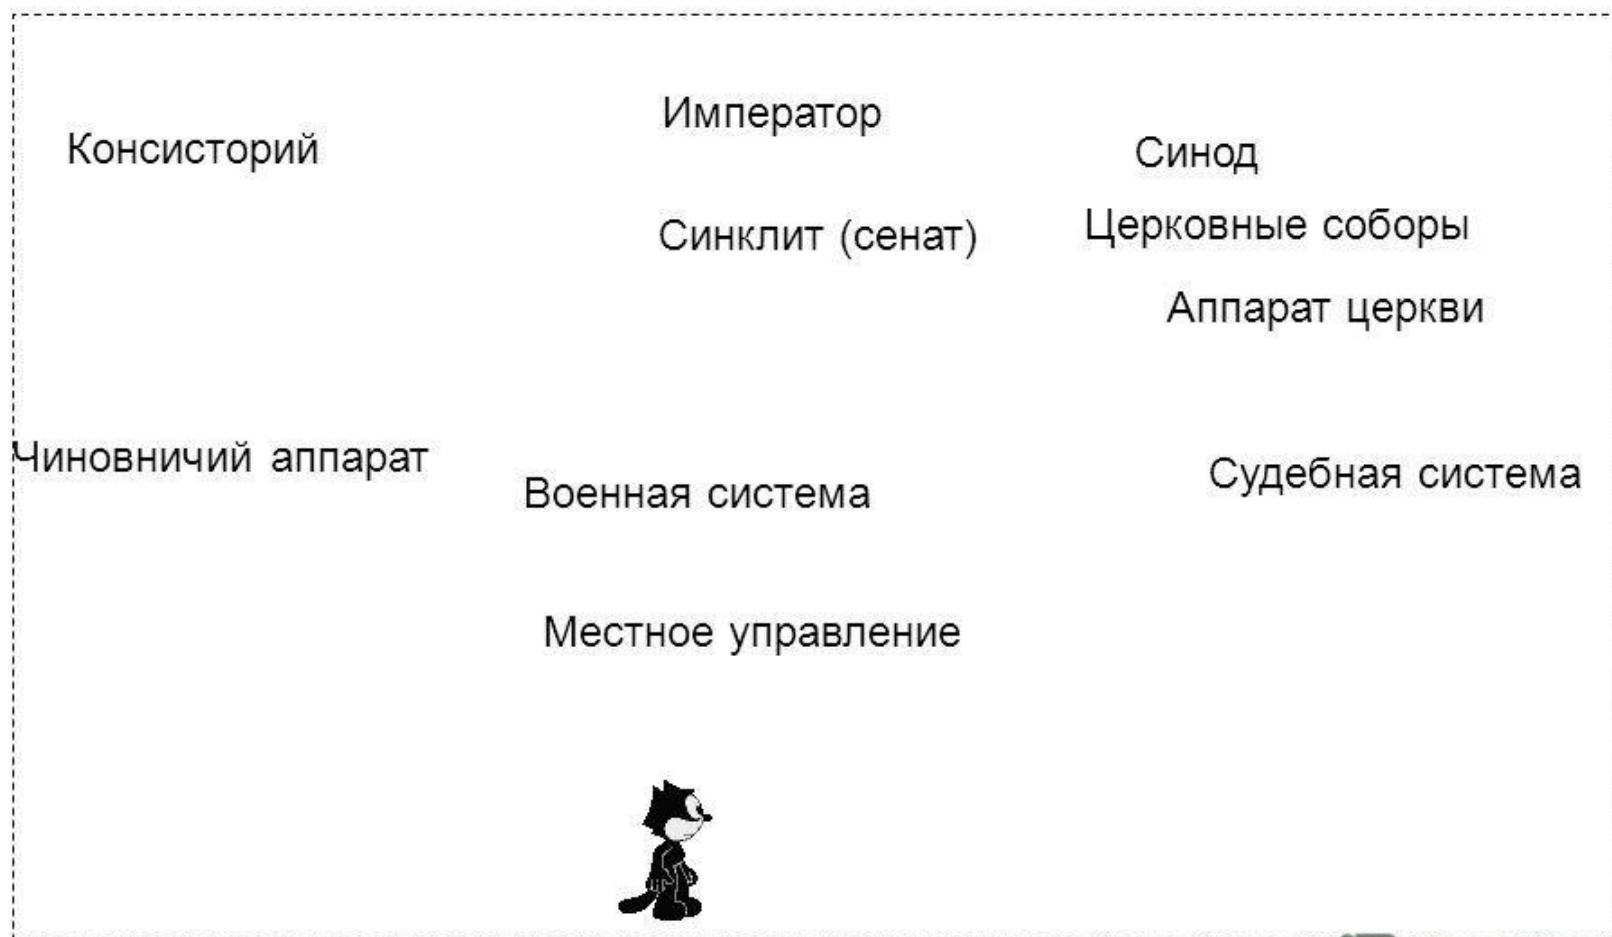 Император
Консисторий
Синод
Синклит (сенат)
Церковные соборы
Аппарат церкви
Чиновничий аппарат
Военная система
Судебная система
Местное управление